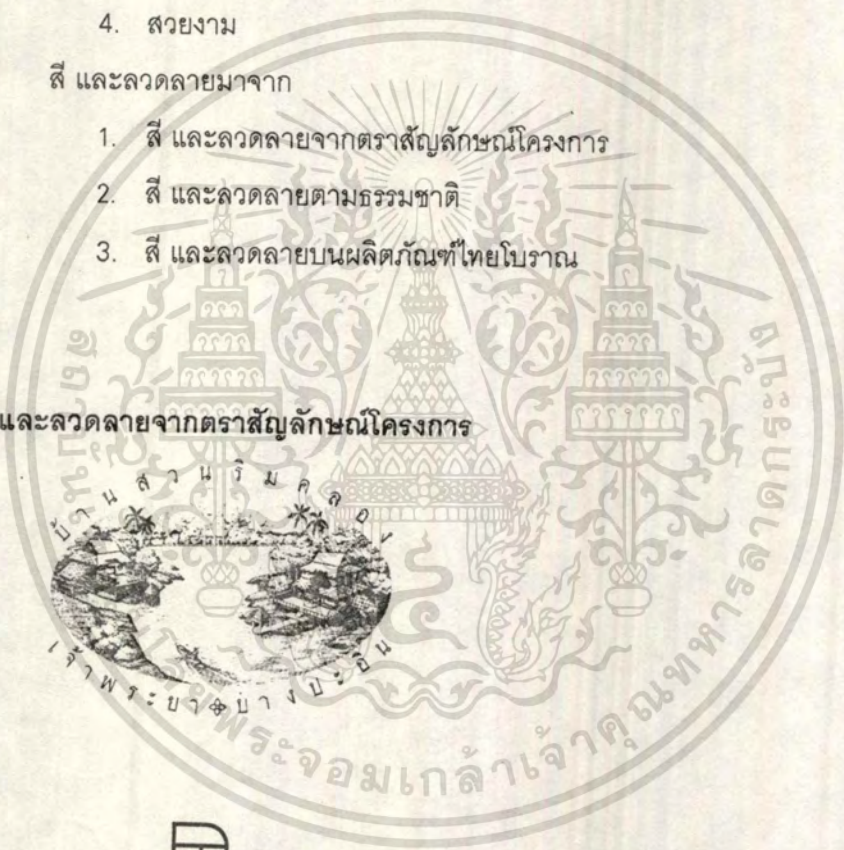 4. สวยงาม
สี และลวดลายมาจาก
1. สี และลวดลายจากตราสัญลักษณ์โครงการ
2. สี และลวดลายตามธรรมชาติ
3. สี และลวดลายบนผลิตภัณฑ์ไทยโบราณ
และลวดลายจากตราสัญลักษณ์โครงการ
บ้านสวนริมคลอง
เจ้าพระยา บางปะอิน
พระจอมเกล้าเจ้าคุณทหารลาดกระบัง